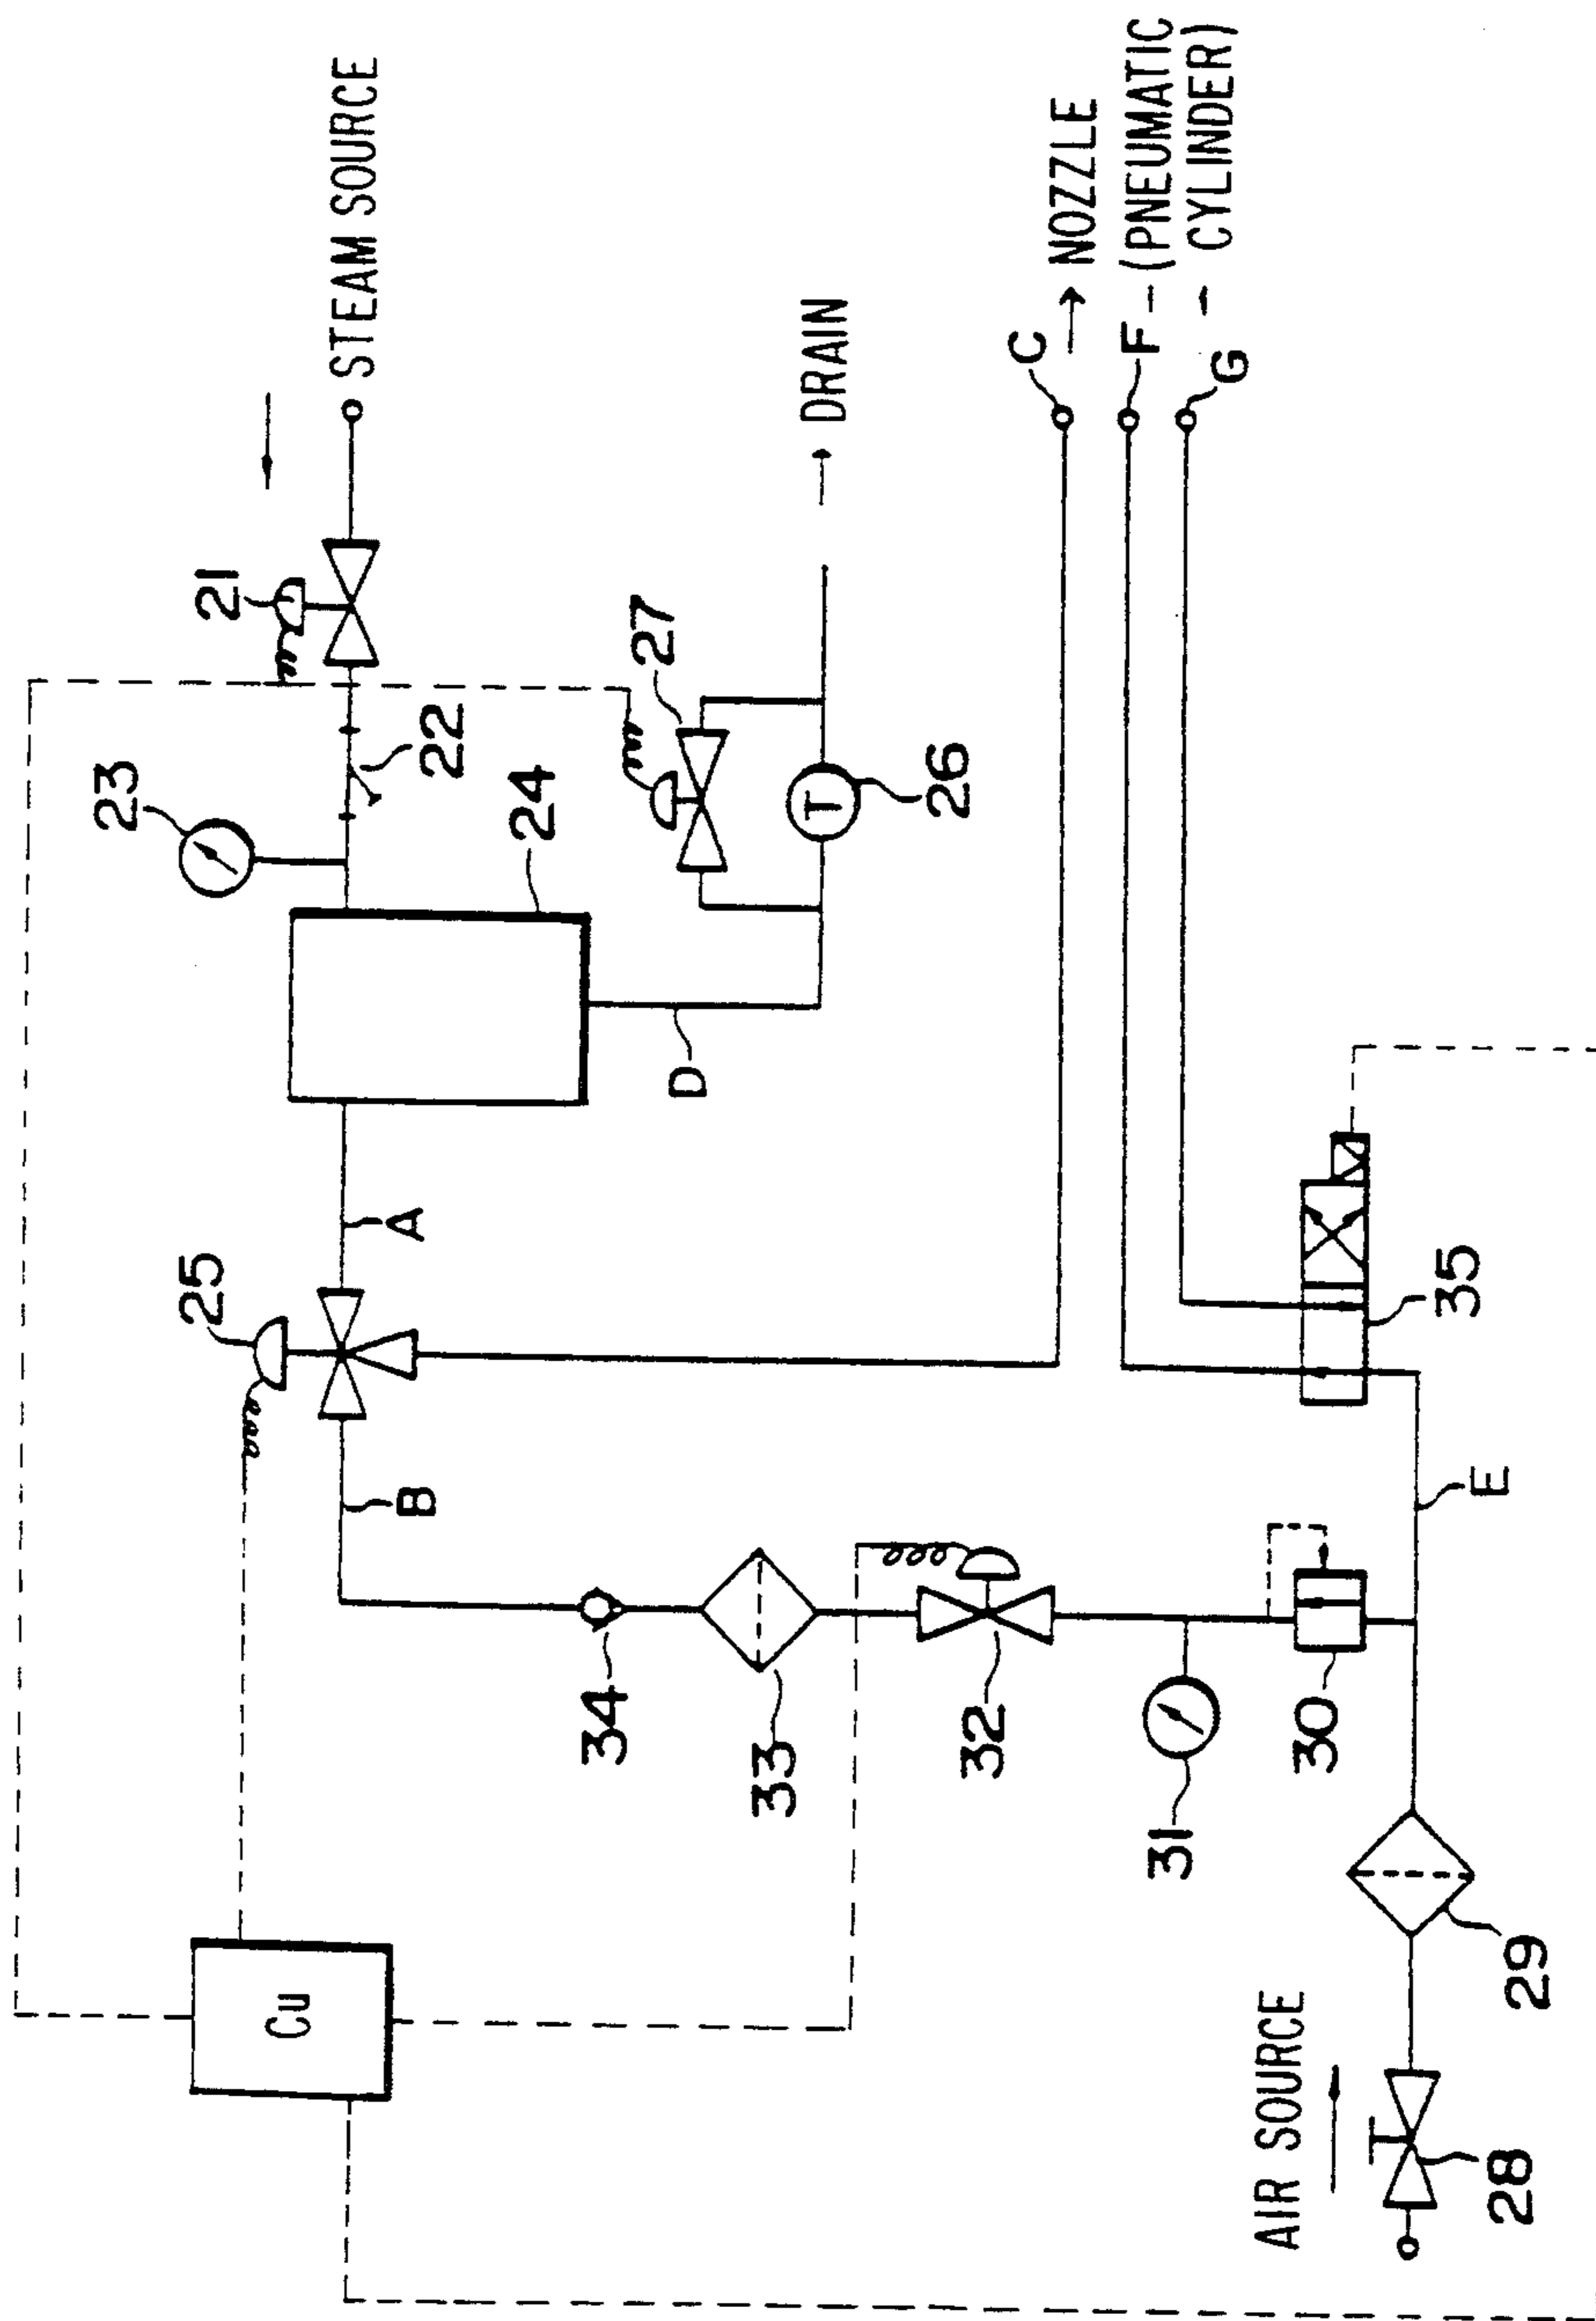 STEAM SOURCE
21
22
23
24
25
A
B
D
26
27
DRAIN
C
NOZZLE
F
(PNEUMATIC
G
CYLINDER)
Cu
34
33
32
31
30
35
E
AIR SOURCE
28
29
T